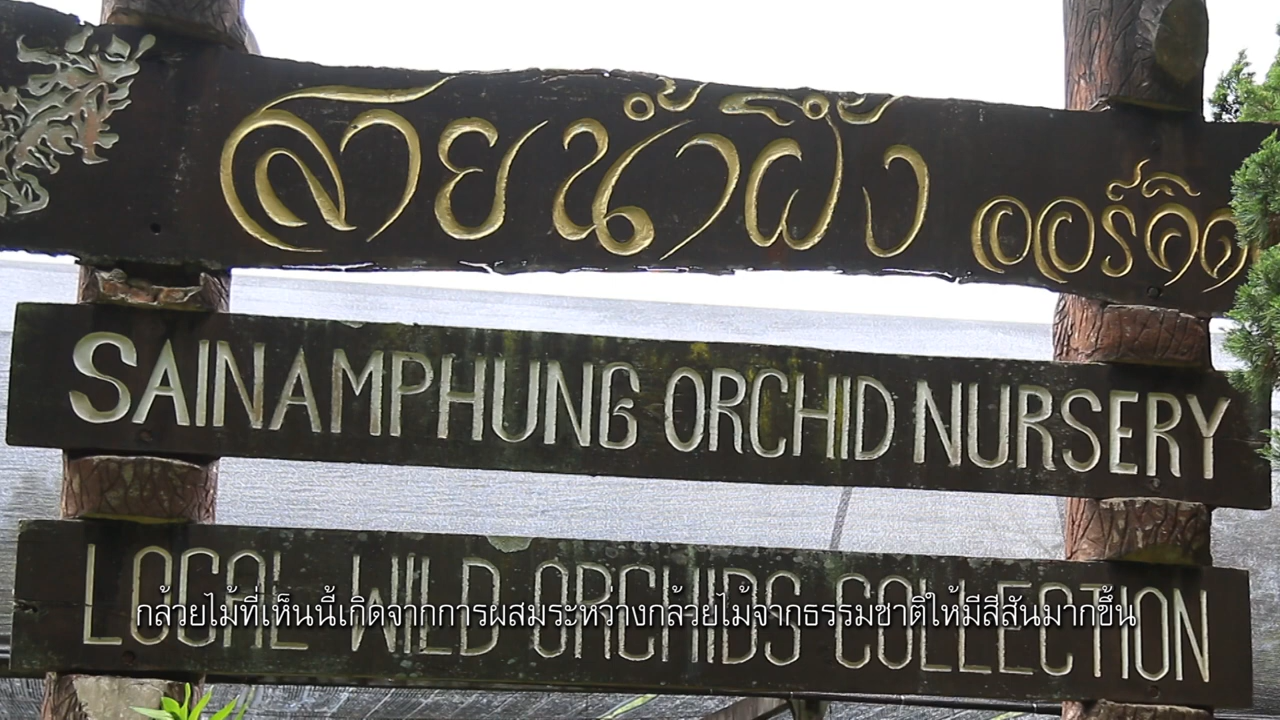 สายน้ำผึ้ง ออร์คิด
SAINAMPHUNG ORCHID NURSERY
LOCAL WILD ORCHIDS COLLECTION
กล้วยไม้ที่เห็นนี้เกิดจากการผสมระหว่างกล้วยไม้จากธรรมชาติให้มีสีสันมากขึ้น